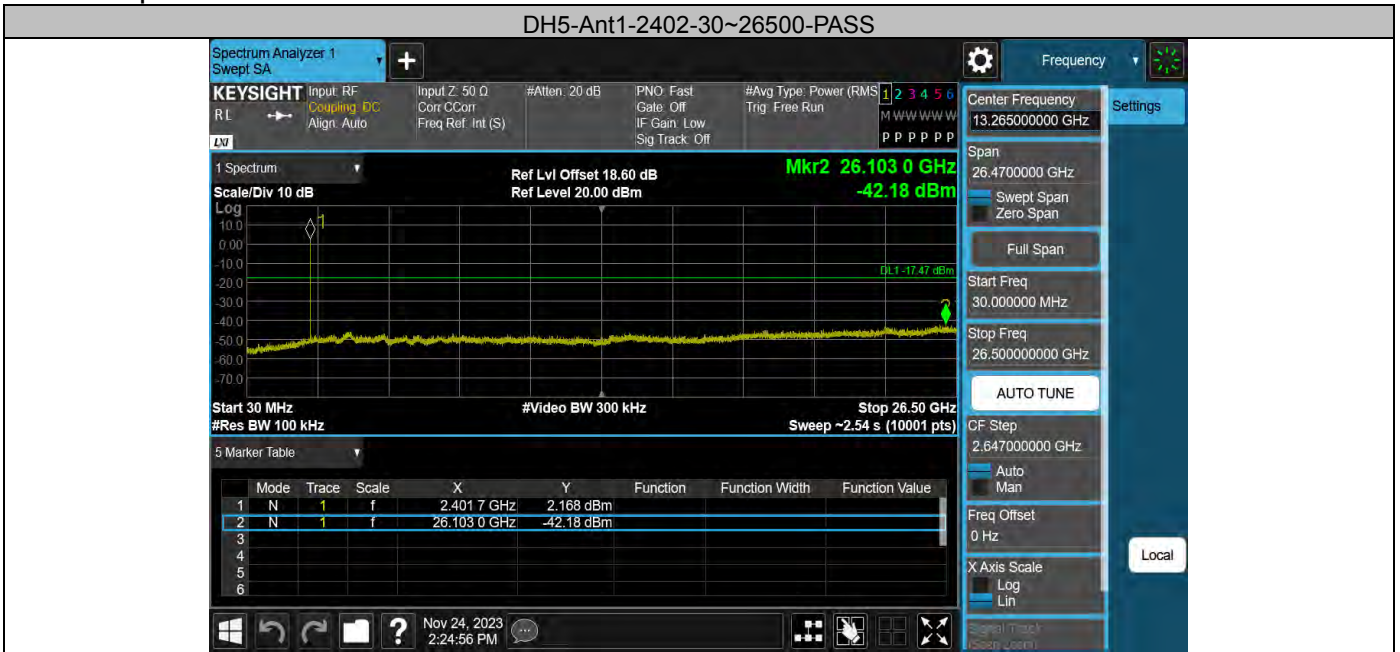 DH5-Ant1-2402-30~26500-PASS
Spectrum Analyzer 1
Swept SA
+
Frequency
KEYSIGHT
RL
LXI
Input: RF
Coupling: DC
Align: Auto
Input Z: 50 Ω
Corr CCorr
Freq Ref: Int (S)
#Atten: 20 dB
PNO: Fast
Gate: Off
IF Gain: Low
Sig Track: Off
#Avg Type: Power (RMS
Trig: Free Run
1 2 3 4 5 6
M W W W W W
P P P P P P
Center Frequency
13.265000000 GHz
Settings
1 Spectrum
Scale/Div 10 dB
Ref Lvl Offset 18.60 dB
Ref Level 20.00 dBm
Mkr2 26.103 0 GHz
-42.18 dBm
Span
26.4700000 GHz
Swept Span
Zero Span
Full Span
Start Freq
30.000000 MHz
Stop Freq
26.500000000 GHz
AUTO TUNE
CF Step
2.647000000 GHz
Auto
Man
Freq Offset
0 Hz
X Axis Scale
Log
Lin
Signal Track
(Span Zoom)
Local
Log
10.0
0.00
-10.0
-20.0
-30.0
-40.0
-50.0
-60.0
-70.0
1
DL1 -17.47 dBm
2
Start 30 MHz
#Res BW 100 kHz
#Video BW 300 kHz
Stop 26.50 GHz
Sweep ~2.54 s (10001 pts)
5 Marker Table
Mode Trace Scale X Y Function Function Width Function Value
1 N 1 f 2.401 7 GHz 2.168 dBm
2 N 1 f 26.103 0 GHz -42.18 dBm
3
4
5
6
?
Nov 24, 2023
2:24:56 PM